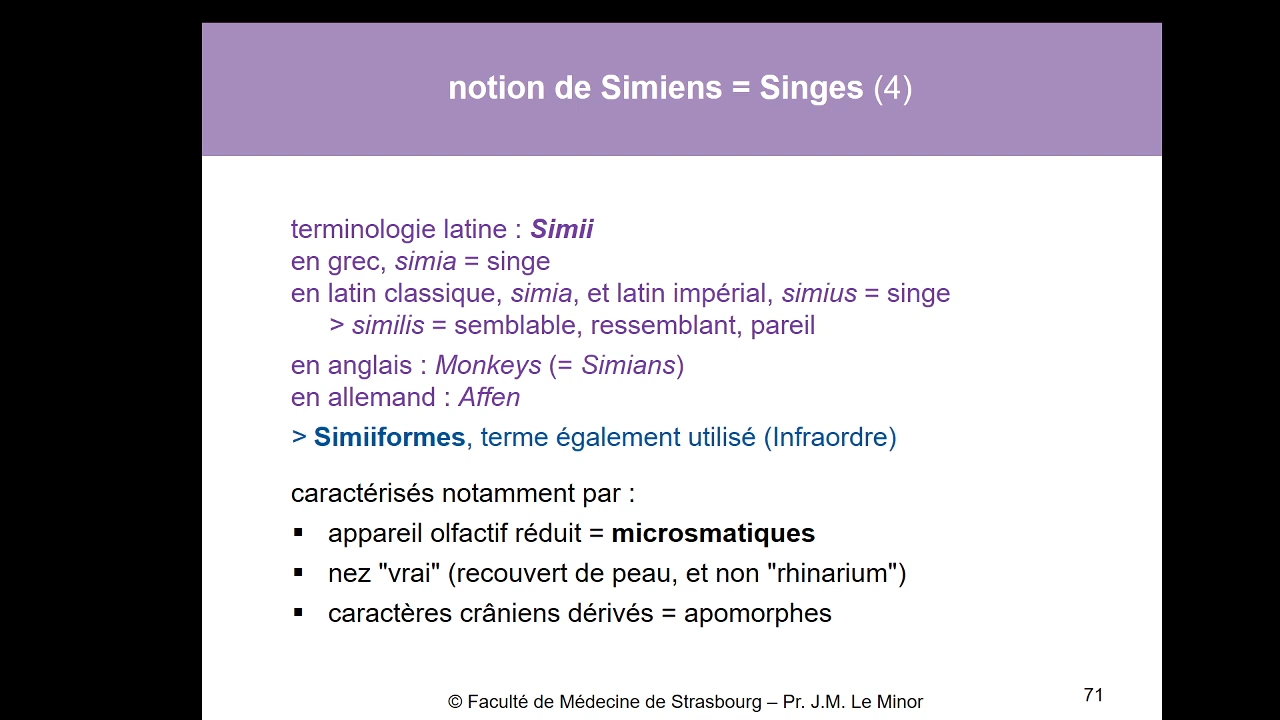 notion de Simiens = Singes (4)
terminologie latine : Simii
en grec, simia = singe
en latin classique, simia, et latin impérial, simius = singe
> similis = semblable, ressemblant, pareil
en anglais : Monkeys (= Simians)
en allemand : Affen
> Simiiformes, terme également utilisé (Infraordre)
caractérisés notamment par :
▪ appareil olfactif réduit = microsmatiques
▪ nez "vrai" (recouvert de peau, et non "rhinarium")
▪ caractères crâniens dérivés = apomorphes
© Faculté de Médecine de Strasbourg – Pr. J.M. Le Minor
71